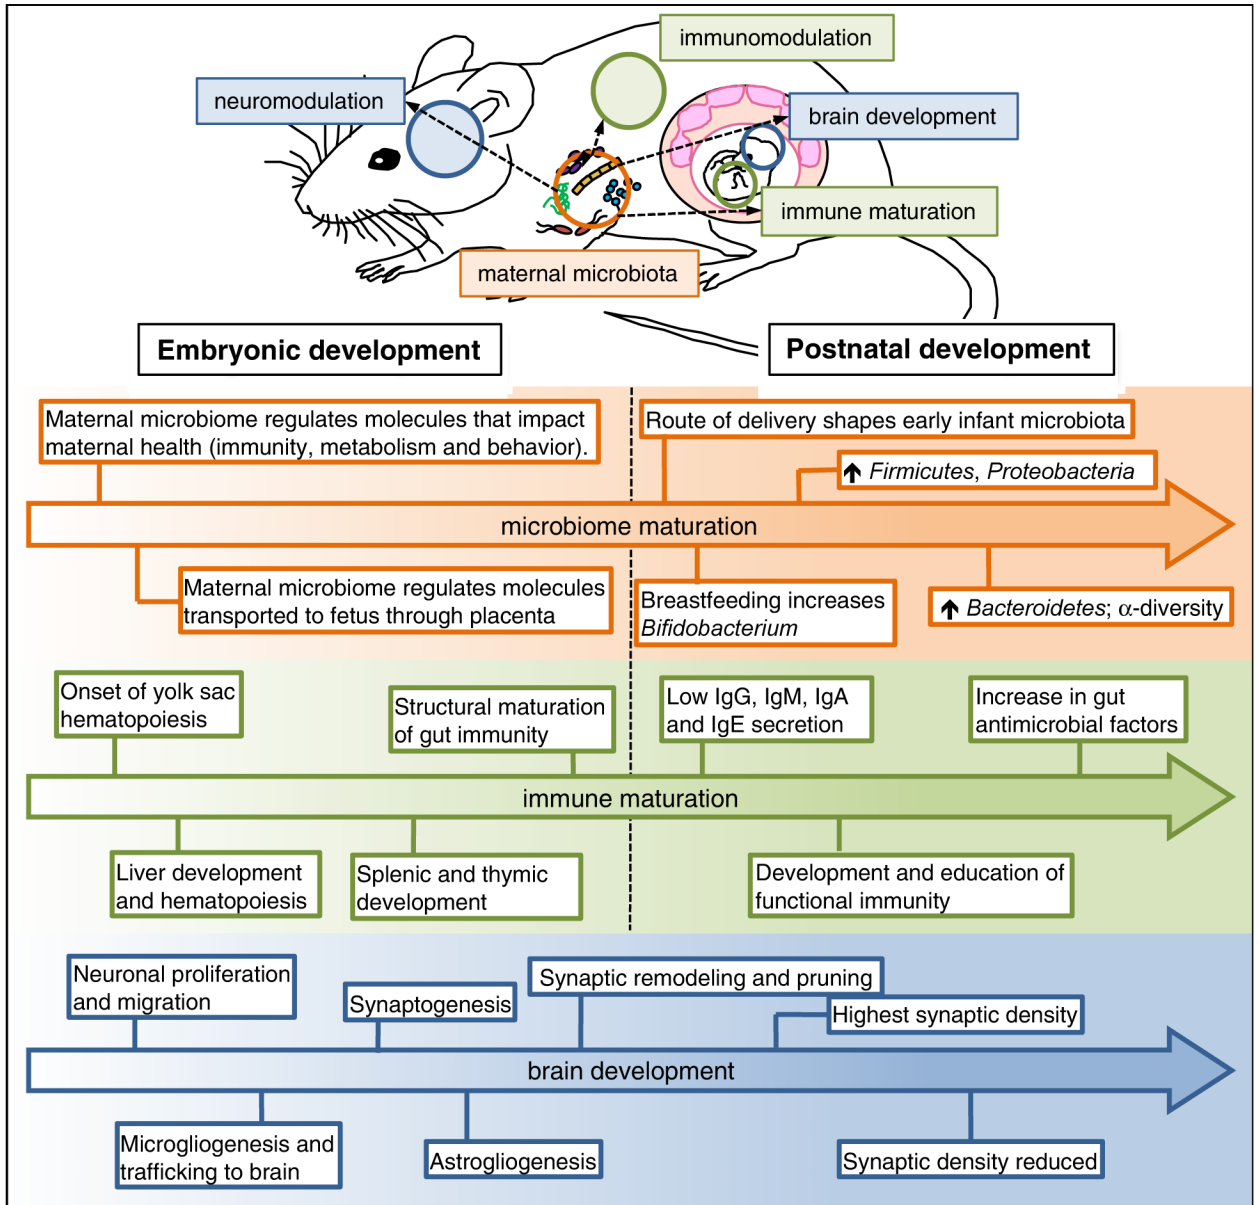 immunomodulation
neuromodulation
brain development
immune maturation
maternal microbiota
Embryonic development
Postnatal development
Maternal microbiome regulates molecules that impact
maternal health (immunity, metabolism and behavior).
Route of delivery shapes early infant microbiota
🡹 Firmicutes, Proteobacteria
microbiome maturation
Maternal microbiome regulates molecules
transported to fetus through placenta
Breastfeeding increases
Bifidobacterium
🡹 Bacteroidetes; α-diversity
Onset of yolk sac
hematopoiesis
Structural maturation
of gut immunity
Low IgG, IgM, IgA
and IgE secretion
Increase in gut
antimicrobial factors
immune maturation
Liver development
and hematopoiesis
Splenic and thymic
development
Development and education of
functional immunity
Neuronal proliferation
and migration
Synaptogenesis
Synaptic remodeling and pruning
Highest synaptic density
brain development
Microgliogenesis and
trafficking to brain
Astrogliogenesis
Synaptic density reduced